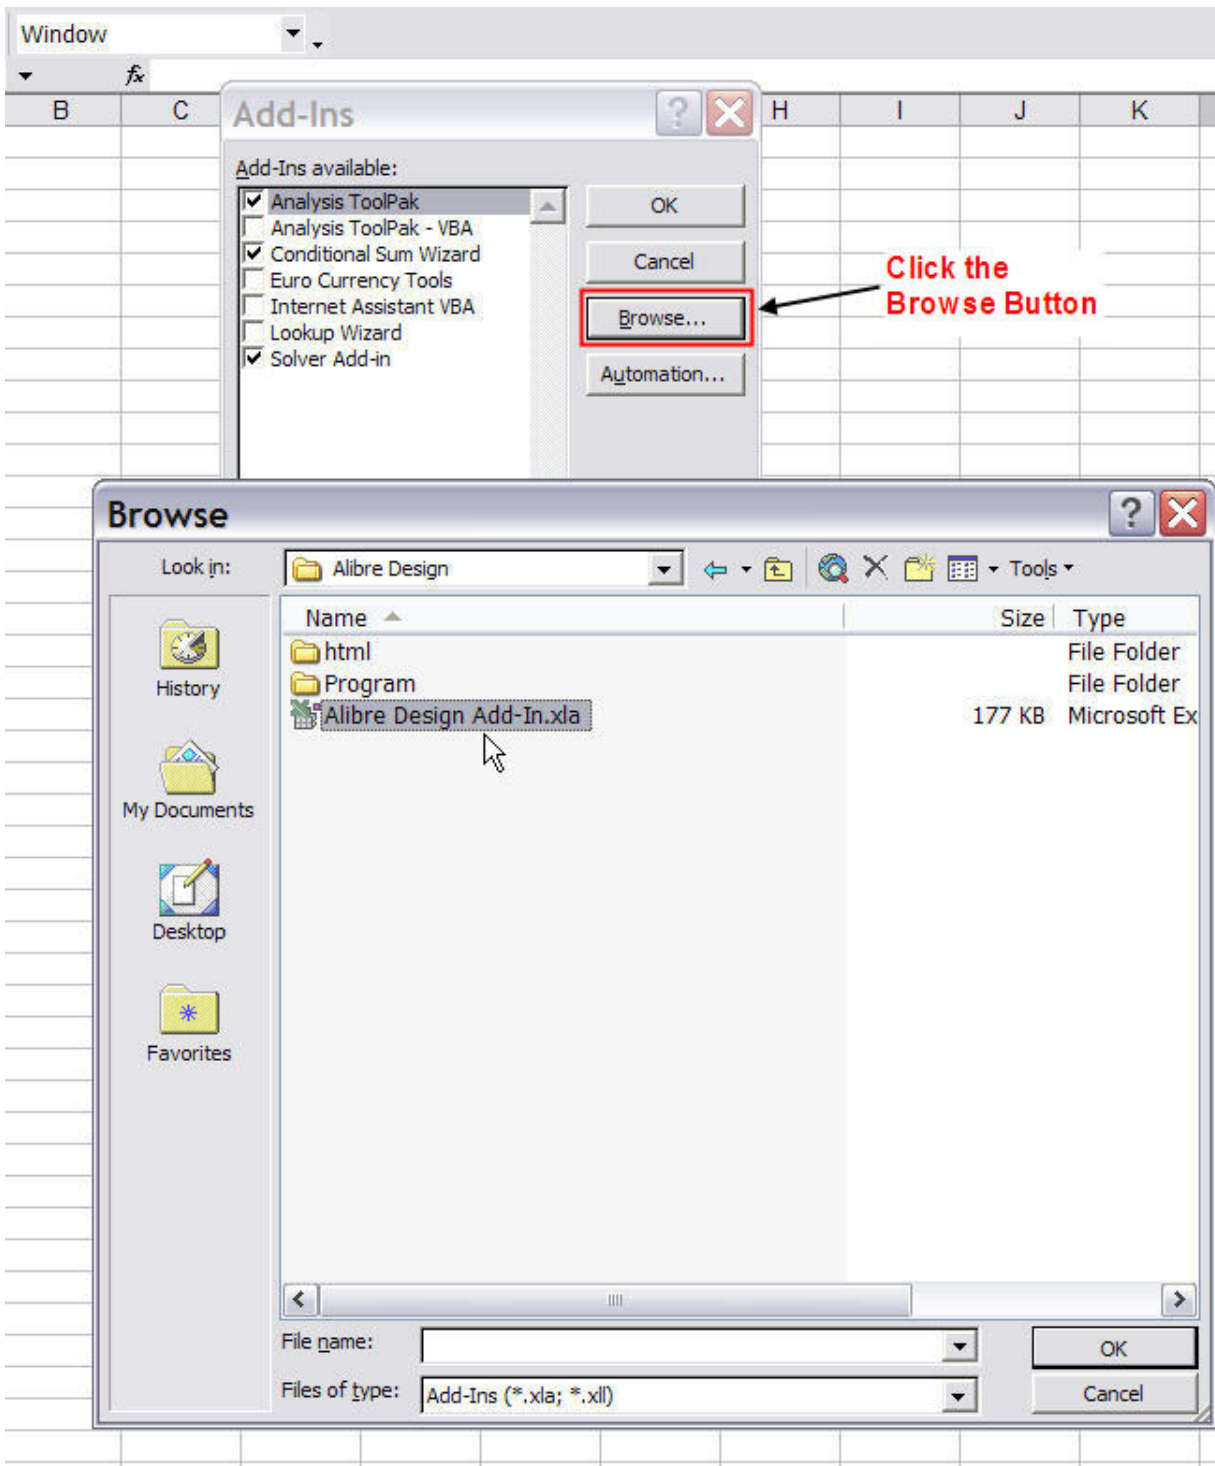 Window
fx
B C H I J K
Add-Ins
Add-Ins available:
Analysis ToolPak
Analysis ToolPak - VBA
Conditional Sum Wizard
Euro Currency Tools
Internet Assistant VBA
Lookup Wizard
Solver Add-in
OK
Cancel
Browse...
Automation...
Click the
Browse Button
Browse
Look in:
Alibre Design
Tools
Name Size Type
html File Folder
Program File Folder
Alibre Design Add-In.xla 177 KB Microsoft Ex
History
My Documents
Desktop
Favorites
File name:
OK
Files of type:
Add-Ins (*.xla; *.xll)
Cancel